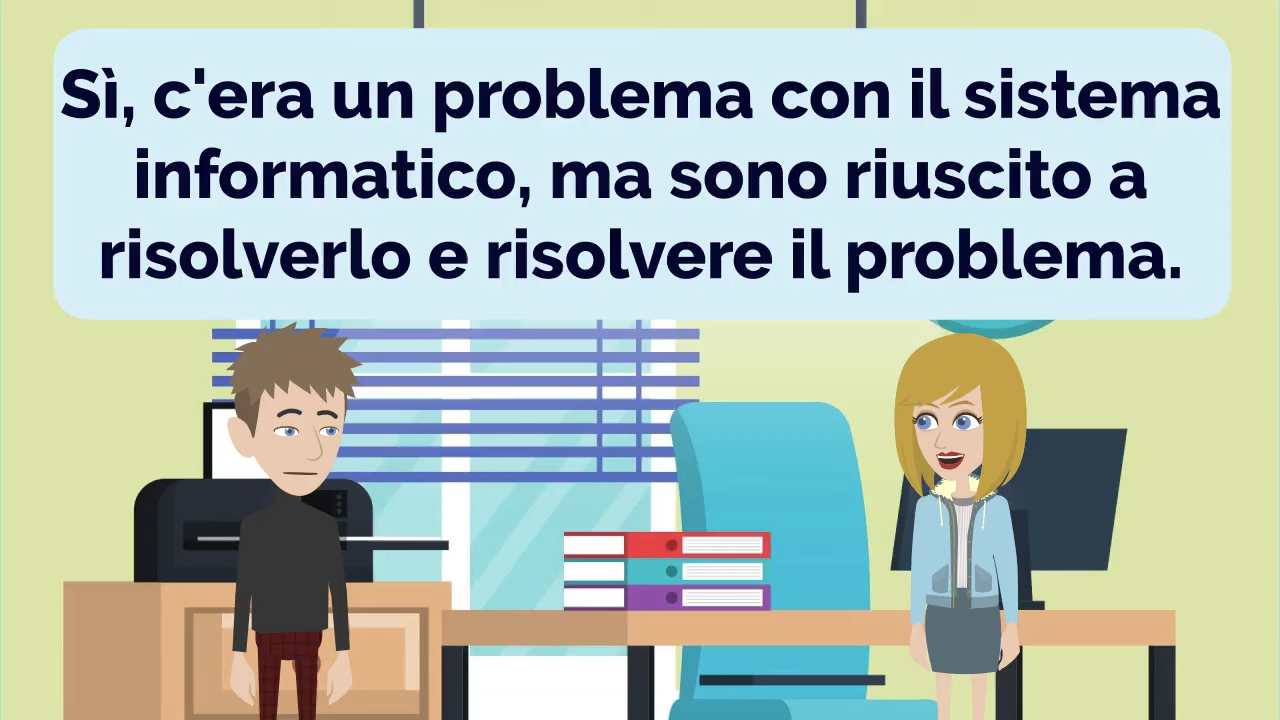 Sì, c'era un problema con il sistema
informatico, ma sono riuscito a
risolverlo e risolvere il problema.